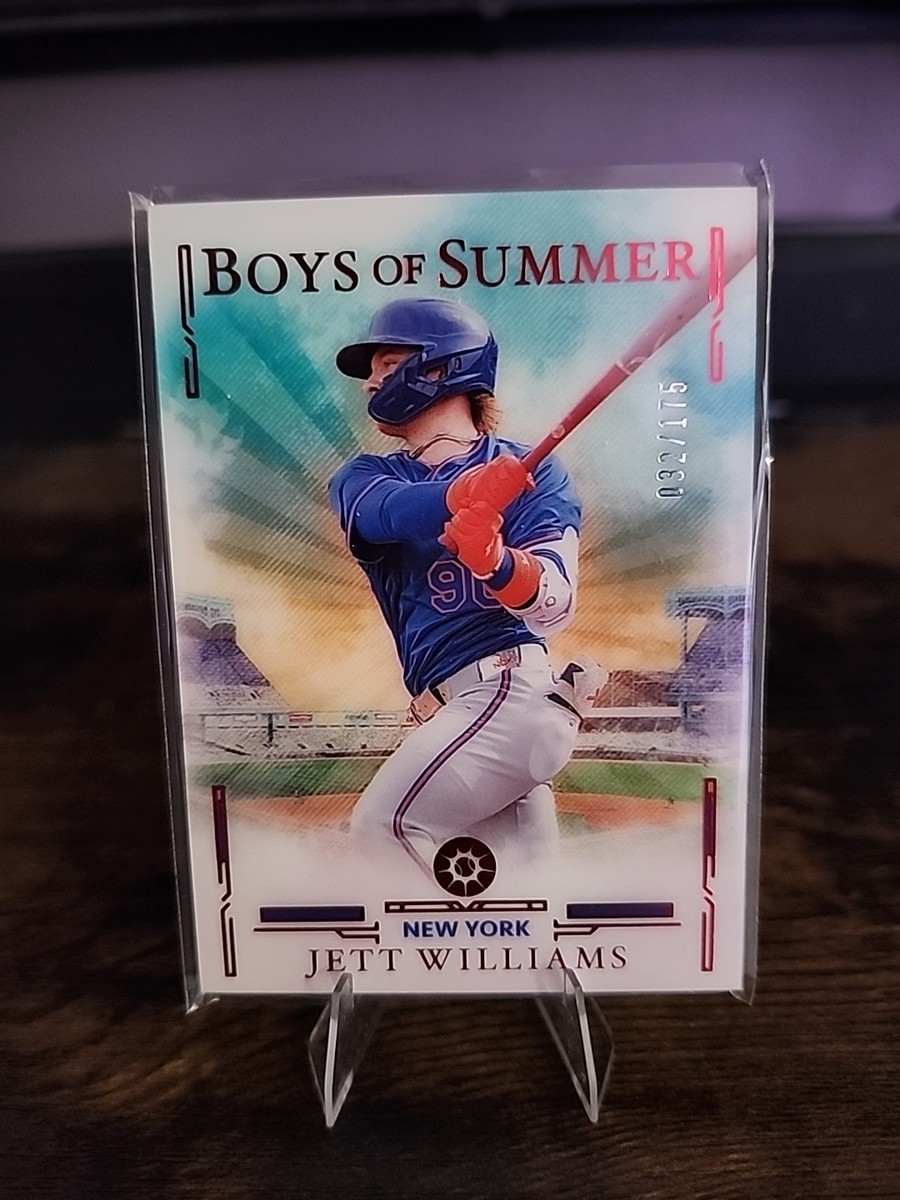 BOYS OF SUMMER
032/175
NEW YORK
JETT WILLIAMS